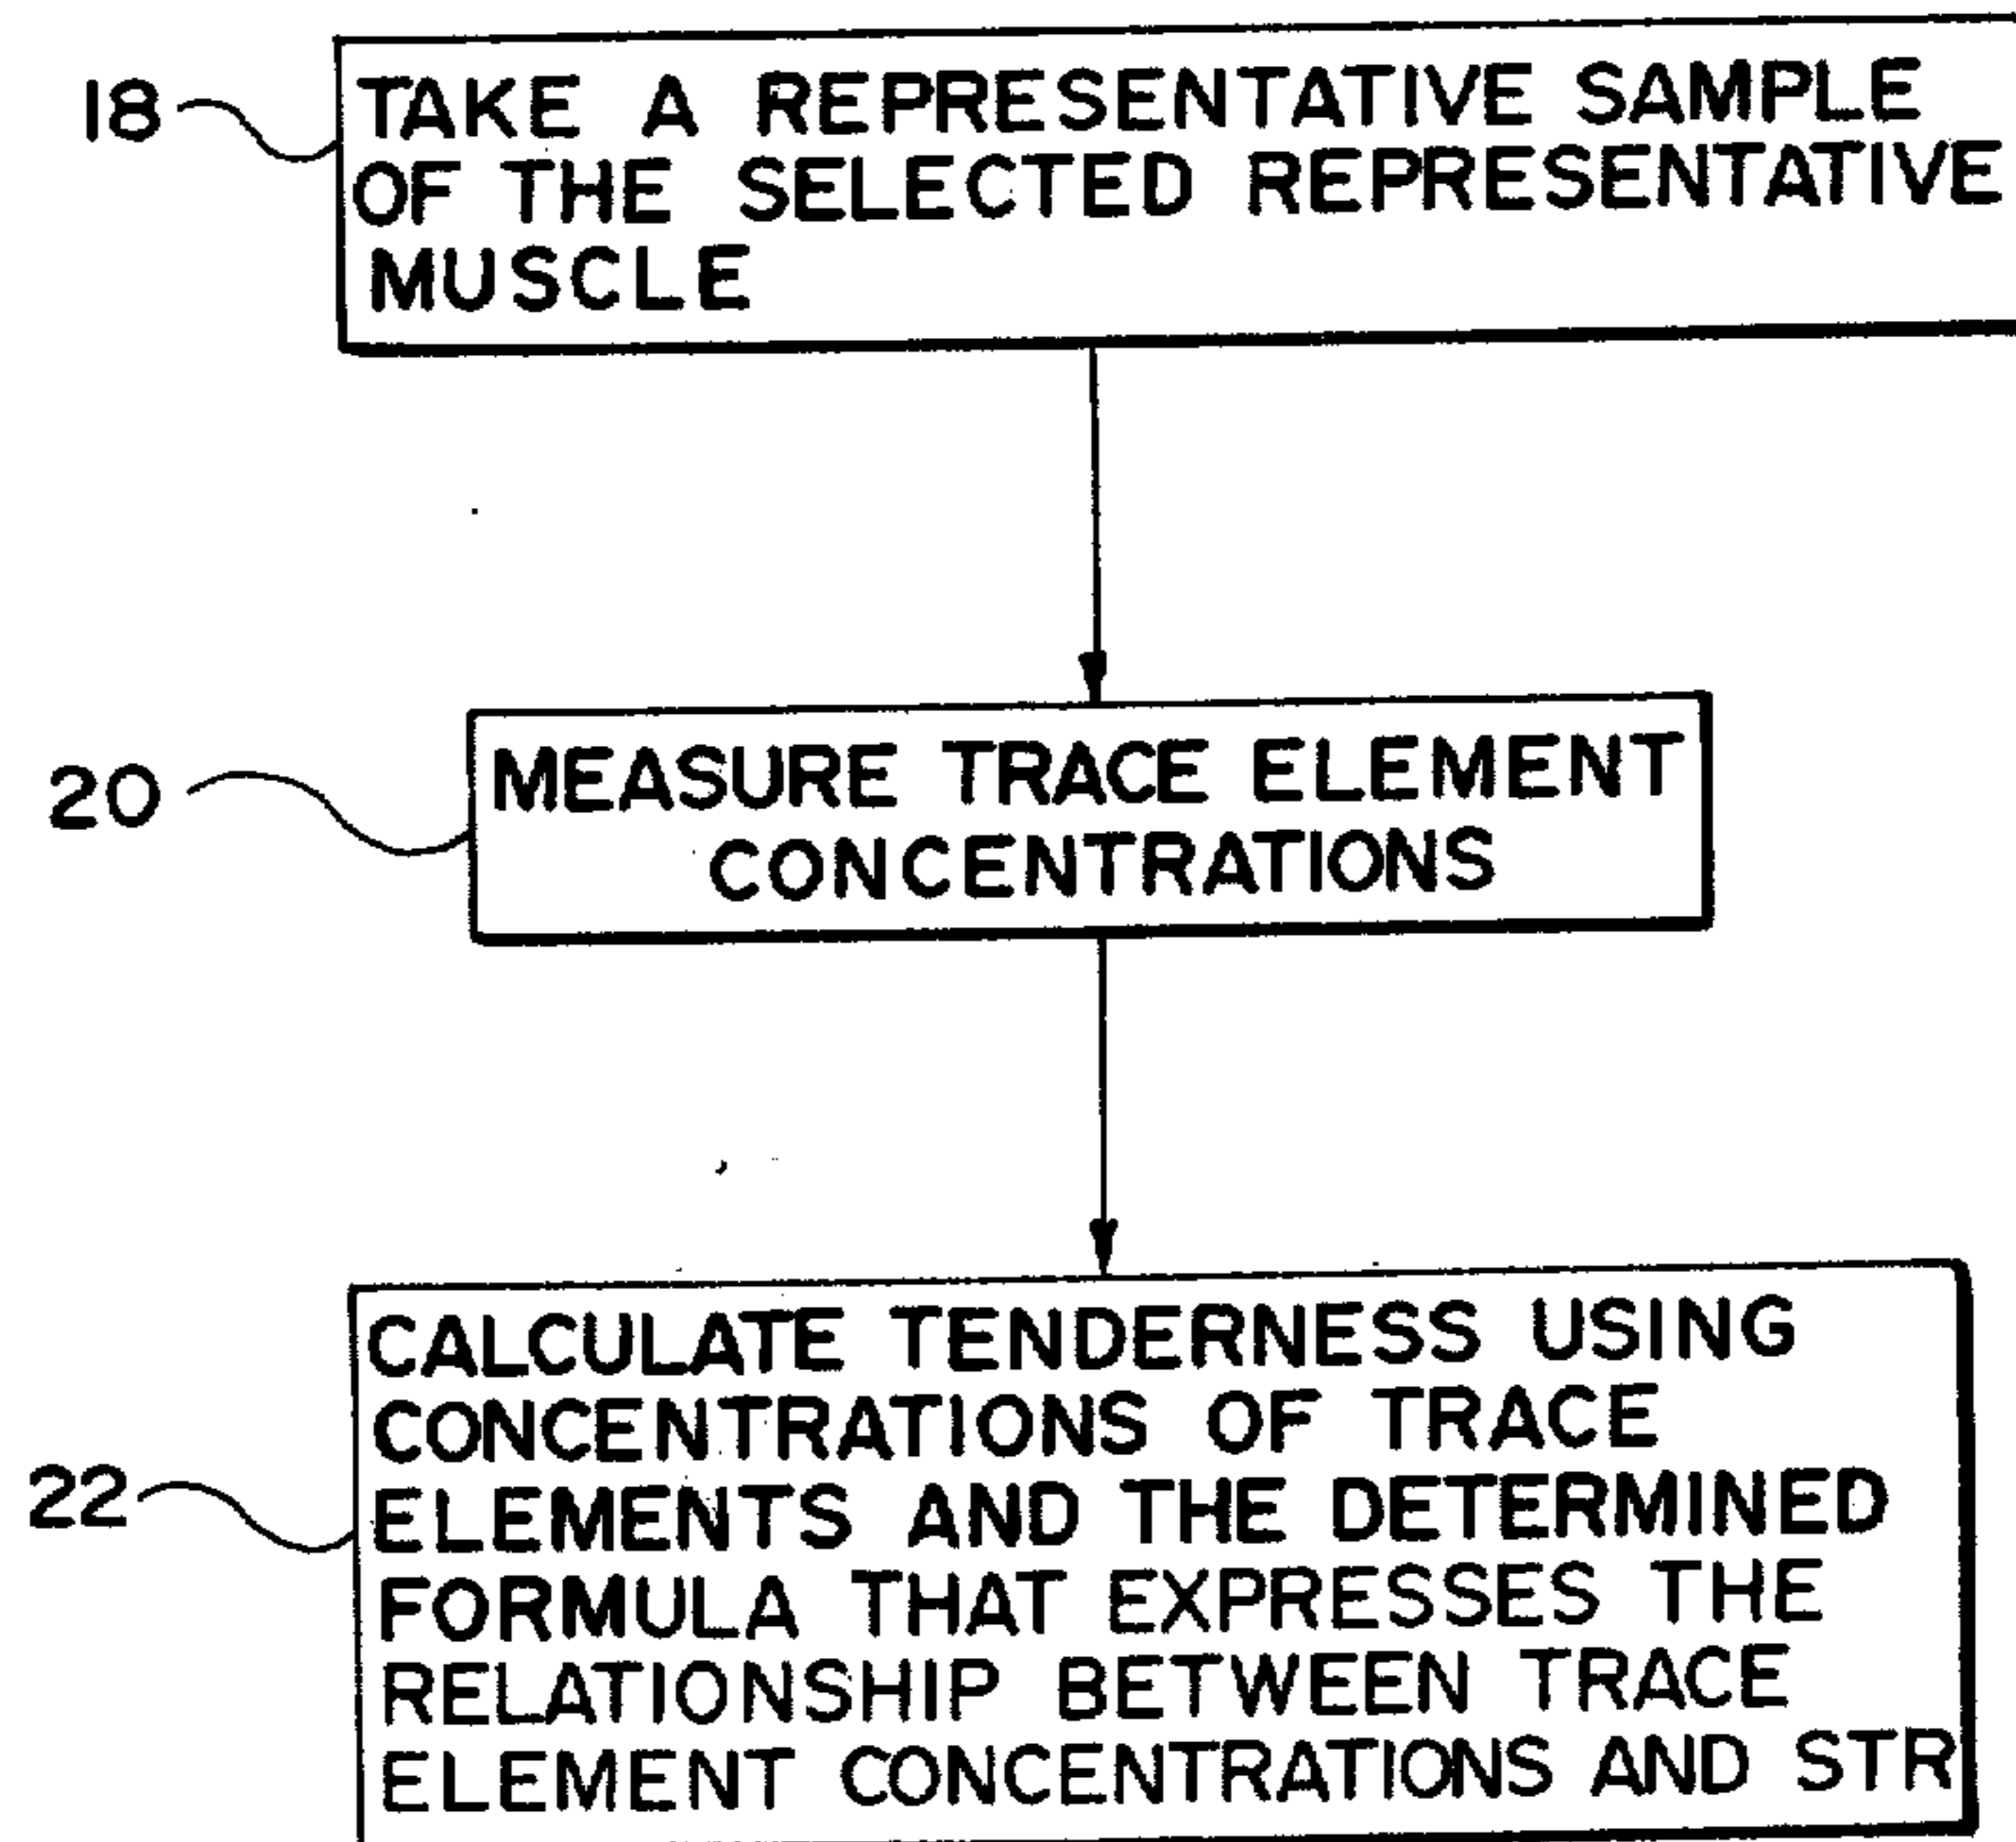 18
TAKE A REPRESENTATIVE SAMPLE
OF THE SELECTED REPRESENTATIVE
MUSCLE
20
MEASURE TRACE ELEMENT
CONCENTRATIONS
22
CALCULATE TENDERNESS USING
CONCENTRATIONS OF TRACE
ELEMENTS AND THE DETERMINED
FORMULA THAT EXPRESSES THE
RELATIONSHIP BETWEEN TRACE
ELEMENT CONCENTRATIONS AND STR